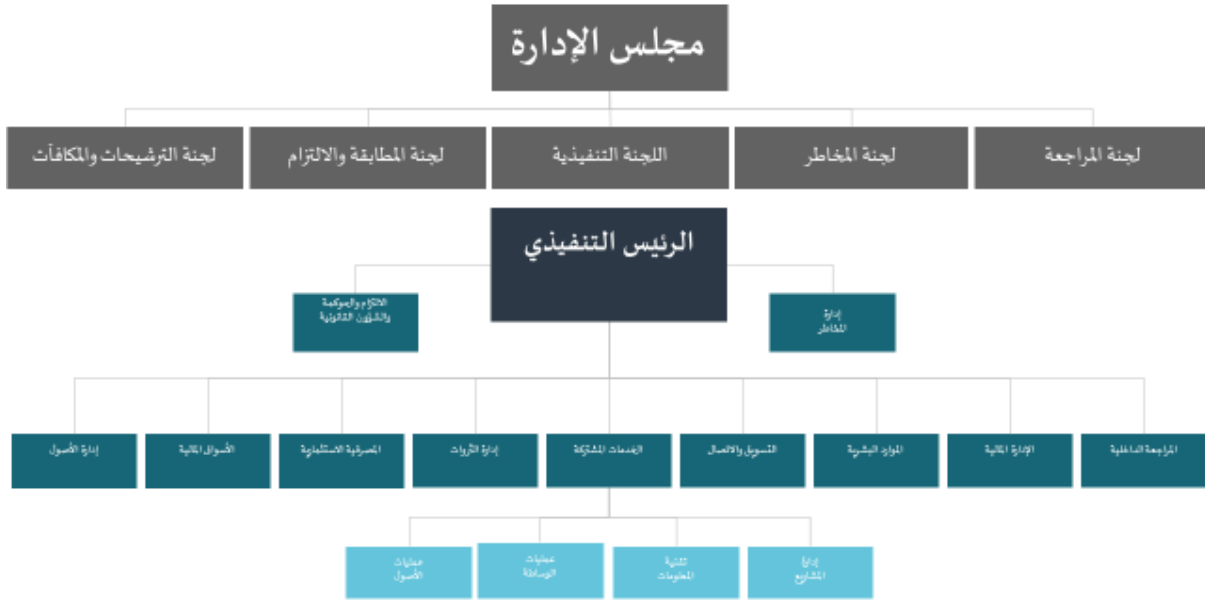 مجلس الإدارة
لجنة المراجعة
لجنة المخاطر
اللجنة التنفيذية
لجنة المطابقة والالتزام
لجنة الترشيحات والمكافآت
الرئيس التنفيذي
إدارة
المخاطر
الالتزام والحوكمة
والشؤون القانونية
المراجعة الداخلية
الإدارة المالية
الموارد البشرية
التسويق والاتصال
الخدمات المشتركة
إدارة الثروات
المصرفية الاستثمارية
الأسواق المالية
إدارة الأصول
إدارة
المشاريع
تقنية
المعلومات
عمليات
الوساطة
عمليات
الأصول